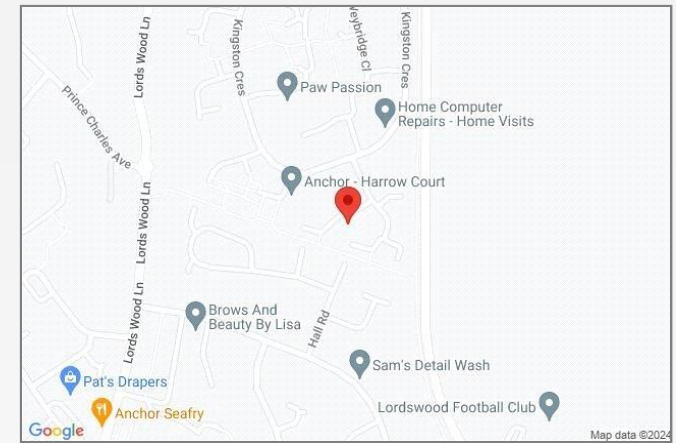 Lords Wood Ln
Kingston Cres
Weybridge Cl
Kingston Cres
Paw Passion
Prince Charles Ave
Home Computer
Repairs - Home Visits
Anchor - Harrow Court
Lords Wood Ln
Lords Wood Ln
Brows And
Beauty By Lisa
Hall Rd
Sam's Detail Wash
Pat's Drapers
Lordswood Football Club
Anchor Seafry
Google
Map data ©2024